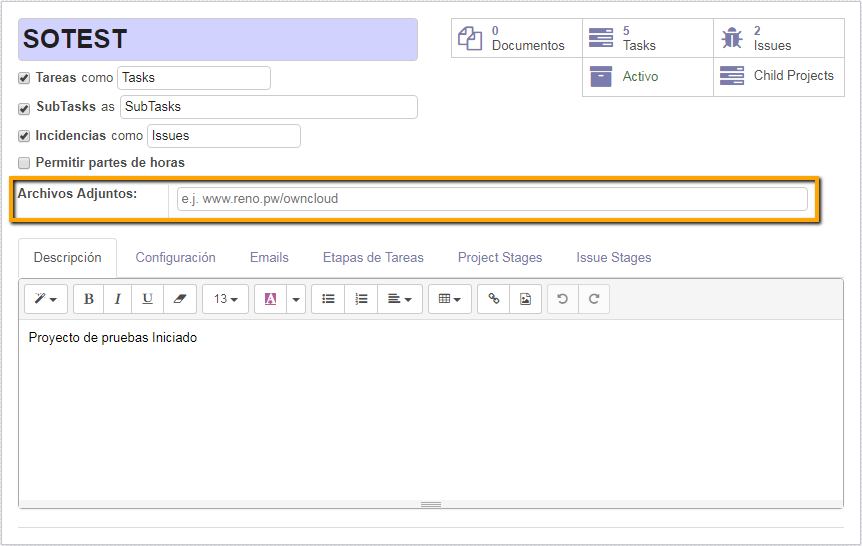 SOTEST
0
Documentos
5
Tasks
2
Issues
Activo
Child Projects
Tareas como Tasks
SubTasks as SubTasks
Incidencias como Issues
Permitir partes de horas
Archivos Adjuntos: e.j. www.reno.pw/owncloud
Descripción Configuración Emails Etapas de Tareas Project Stages Issue Stages
B I U 13 A
Proyecto de pruebas Iniciado